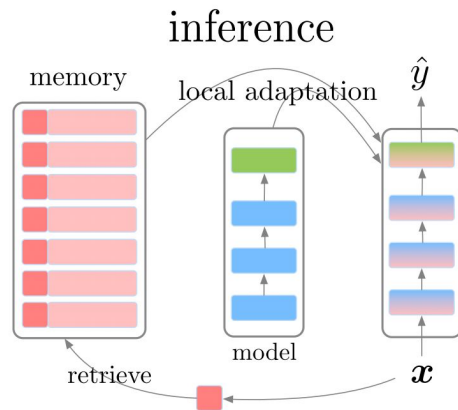 inference
memory
local adaptation
ŷ
model
retrieve
x